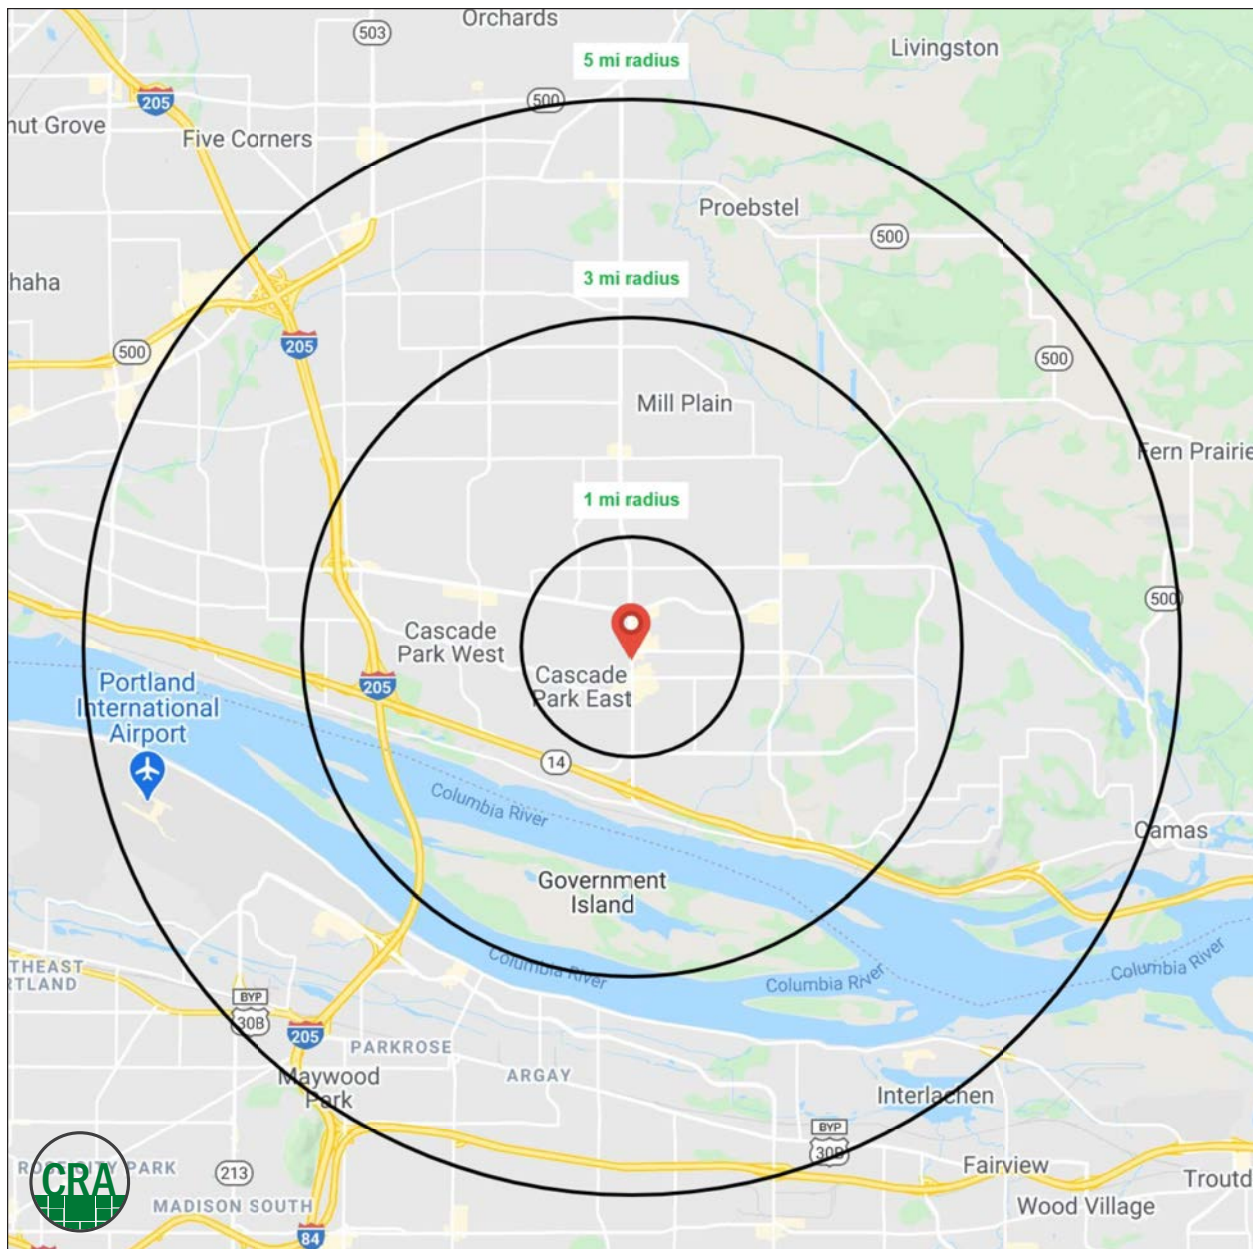 Orchards
503
Livingston
5 mi radius
205
500
nut Grove
Five Corners
Proebstel
500
3 mi radius
haha
205
500
500
Mill Plain
Fern Prairie
1 mi radius
500
Cascade
Park West
Cascade
Park East
205
Portland
International
Airport
14
Columbia River
Camas
Government
Island
THEAST
RTLAND
Columbia River
Columbia River
Columbia River
BYP
30B
205
PARKROSE
Maywood
Park
ARGAY
Interlachen
BYP
30B
ROSE CITY PARK
213
Fairview
Troutd
CRA
MADISON SOUTH
Wood Village
84